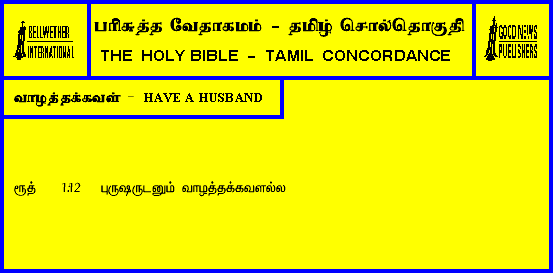 BELLWETHER
INTERNATIONAL
பரிசுத்த வேதாகமம் - தமிழ் சொல்தொகுதி
THE HOLY BIBLE - TAMIL CONCORDANCE
GOOD NEWS
PUBLISHERS
வாழத்தக்கவள் - HAVE A HUSBAND
ரூத் 1:12 புருஷருடனும் வாழத்தக்கவளல்ல